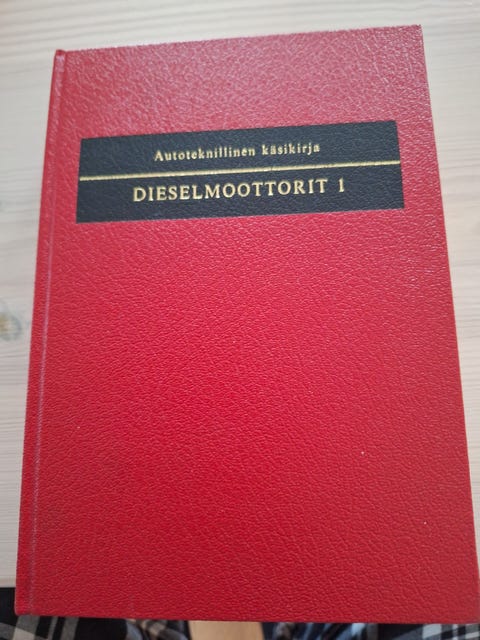 Autoteknillinen käsikirja
DIESELMOOTTORIT 1